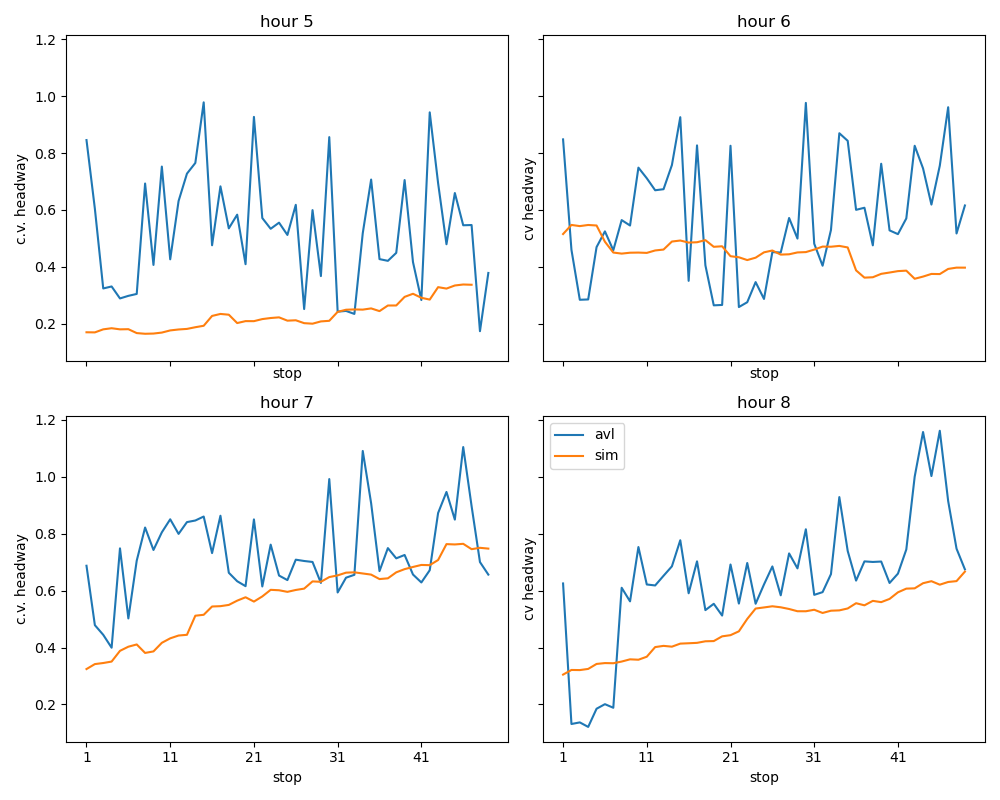 hour 5
hour 6
1.2
1.0
0.8
0.6
0.4
0.2
c.v. headway
cv headway
stop
stop
hour 7
hour 8
1.2
1.0
0.8
0.6
0.4
0.2
c.v. headway
cv headway
avl
sim
1 11 21 31 41
1 11 21 31 41
stop
stop